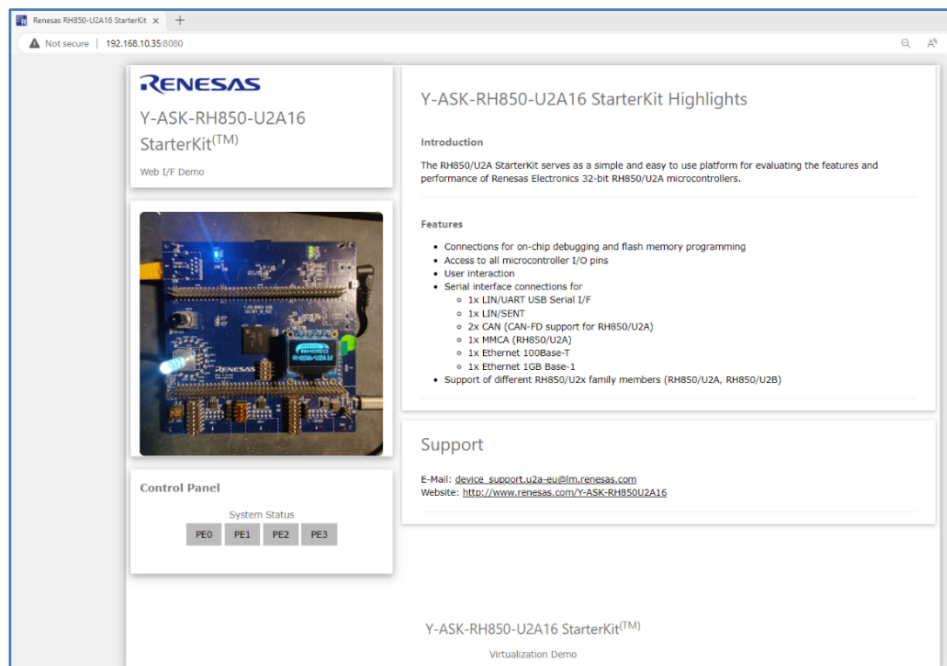 Renesas RH850-U2A16 StarterKit
Not secure
192.168.10.35:8080
RENESAS
Y-ASK-RH850-U2A16
StarterKit(TM)
Web I/F Demo
RENESAS
Control Panel
System Status
PE0 PE1 PE2 PE3
Y-ASK-RH850-U2A16 StarterKit Highlights
Introduction
The RH850/U2A StarterKit serves as a simple and easy to use platform for evaluating the features and
performance of Renesas Electronics 32-bit RH850/U2A microcontrollers.
Features
• Connections for on-chip debugging and flash memory programming
• Access to all microcontroller I/O pins
• User interaction
• Serial interface connections for
○ 1x LIN/UART USB Serial I/F
○ 1x LIN/SENT
○ 2x CAN (CAN-FD support for RH850/U2A)
○ 1x MMCA (RH850/U2A)
○ 1x Ethernet 100Base-T
○ 1x Ethernet 1GB Base-1
• Support of different RH850/U2x family members (RH850/U2A, RH850/U2B)
Support
E-Mail: device_support.u2a-eu@lm.renesas.com
Website: http://www.renesas.com/Y-ASK-RH850U2A16
Y-ASK-RH850-U2A16 StarterKit(TM)
Virtualization Demo